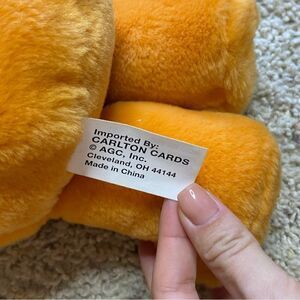 Imported By:
CARLTON CARDS
© AGC, Inc.
Cleveland, OH 44144
Made in China